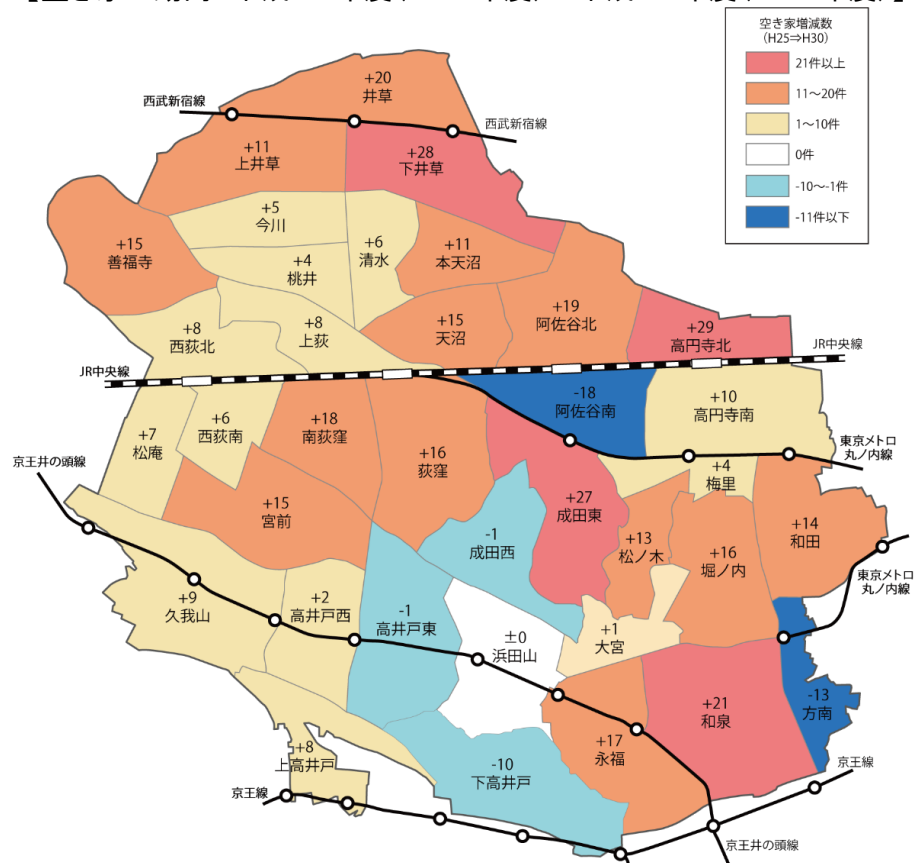 空き家増減数
(H25⇒H30)
21件以上
11～20件
1～10件
0件
-10～-1件
-11件以下
+20
井草
西武新宿線
西武新宿線
+11
上井草
+28
下井草
+5
今川
+6
清水
+11
本天沼
+15
善福寺
+4
桃井
+8
西荻北
+8
上荻
+15
天沼
+19
阿佐谷北
+29
高円寺北
JR中央線
JR中央線
-18
阿佐谷南
+10
高円寺南
+7
松庵
+6
西荻南
+18
南荻窪
+16
荻窪
東京メトロ
丸ノ内線
京王井の頭線
+4
梅里
+15
宮前
+27
成田東
-1
成田西
+13
松ノ木
+16
堀ノ内
+14
和田
東京メトロ
丸ノ内線
+9
久我山
+2
高井戸西
-1
高井戸東
±0
浜田山
+1
大宮
+21
和泉
-13
方南
+17
永福
+8
上高井戸
-10
下高井戸
京王線
京王線
京王井の頭線